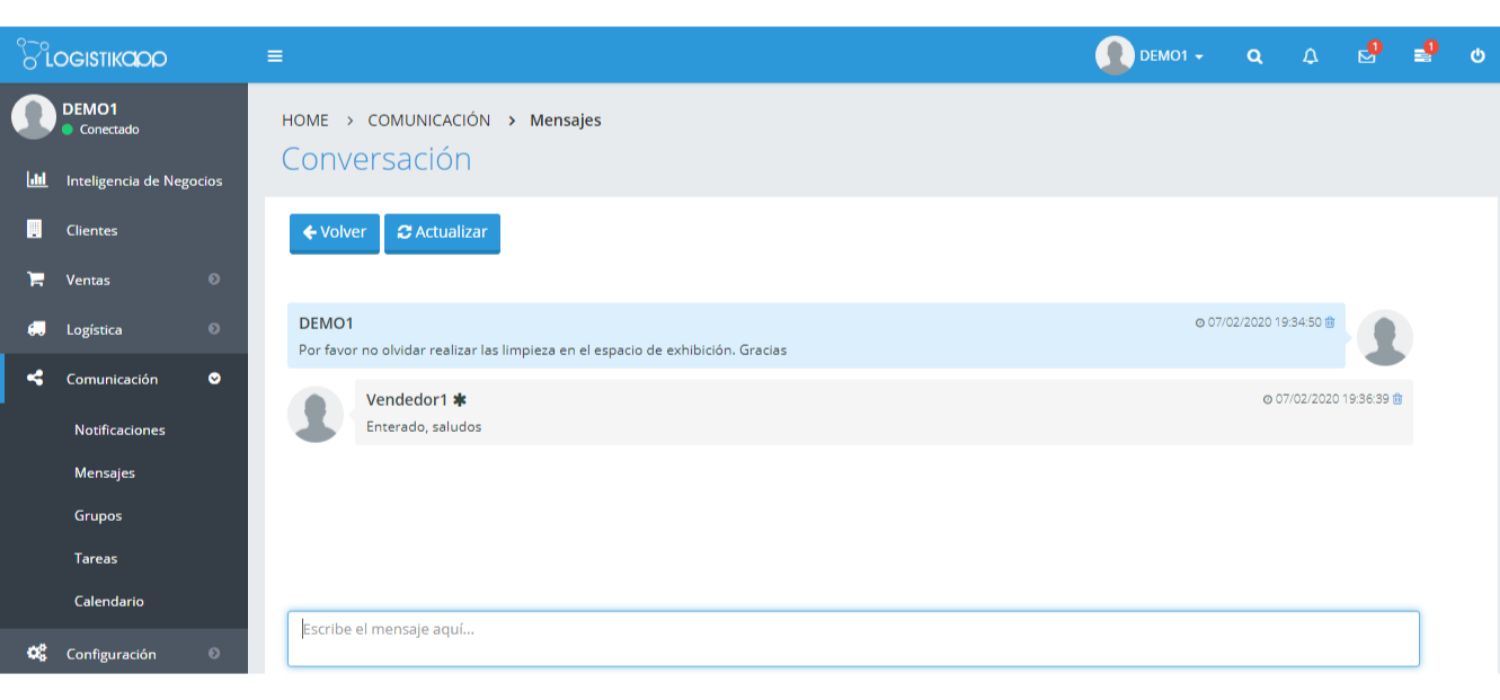 LOGISTIKAPP
DEMO1
1
1
DEMO1
Conectado
Inteligencia de Negocios
Clientes
Ventas
Logística
Comunicación
Notificaciones
Mensajes
Grupos
Tareas
Calendario
Configuración
HOME > COMUNICACIÓN > Mensajes
Conversación
Volver Actualizar
DEMO1 07/02/2020 19:34:50
Por favor no olvidar realizar las limpieza en el espacio de exhibición. Gracias
Vendedor1 ✱ 07/02/2020 19:36:39
Enterado, saludos
Escribe el mensaje aquí...